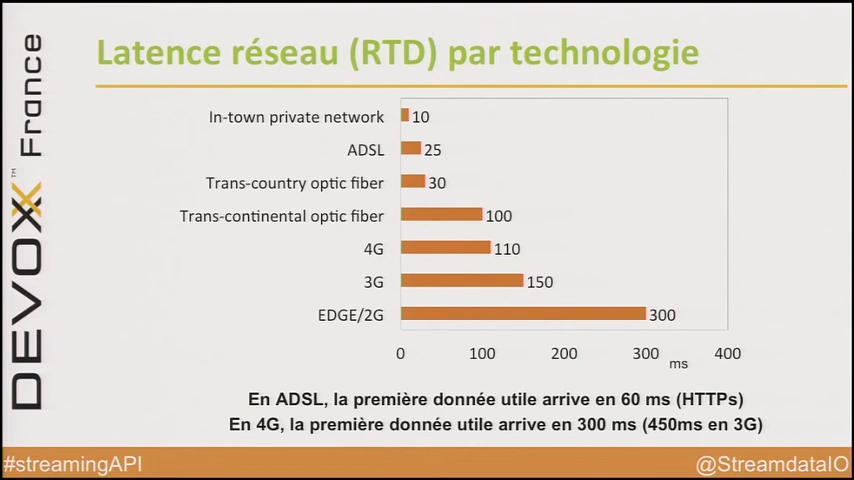 Latence réseau (RTD) par technologie
DEVOXX™ France
In-town private network 10
ADSL 25
Trans-country optic fiber 30
Trans-continental optic fiber 100
4G 110
3G 150
EDGE/2G 300
0 100 200 300 400
ms
En ADSL, la première donnée utile arrive en 60 ms (HTTPs)
En 4G, la première donnée utile arrive en 300 ms (450ms en 3G)
#streamingAPI @StreamdataIO